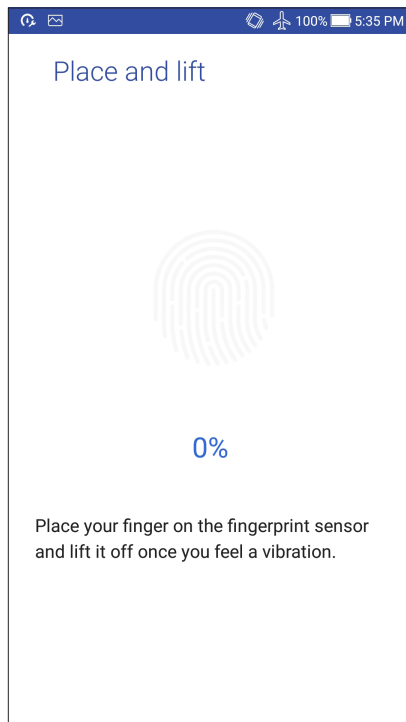 100% 5:35 PM
Place and lift
0%
Place your finger on the fingerprint sensor
and lift it off once you feel a vibration.